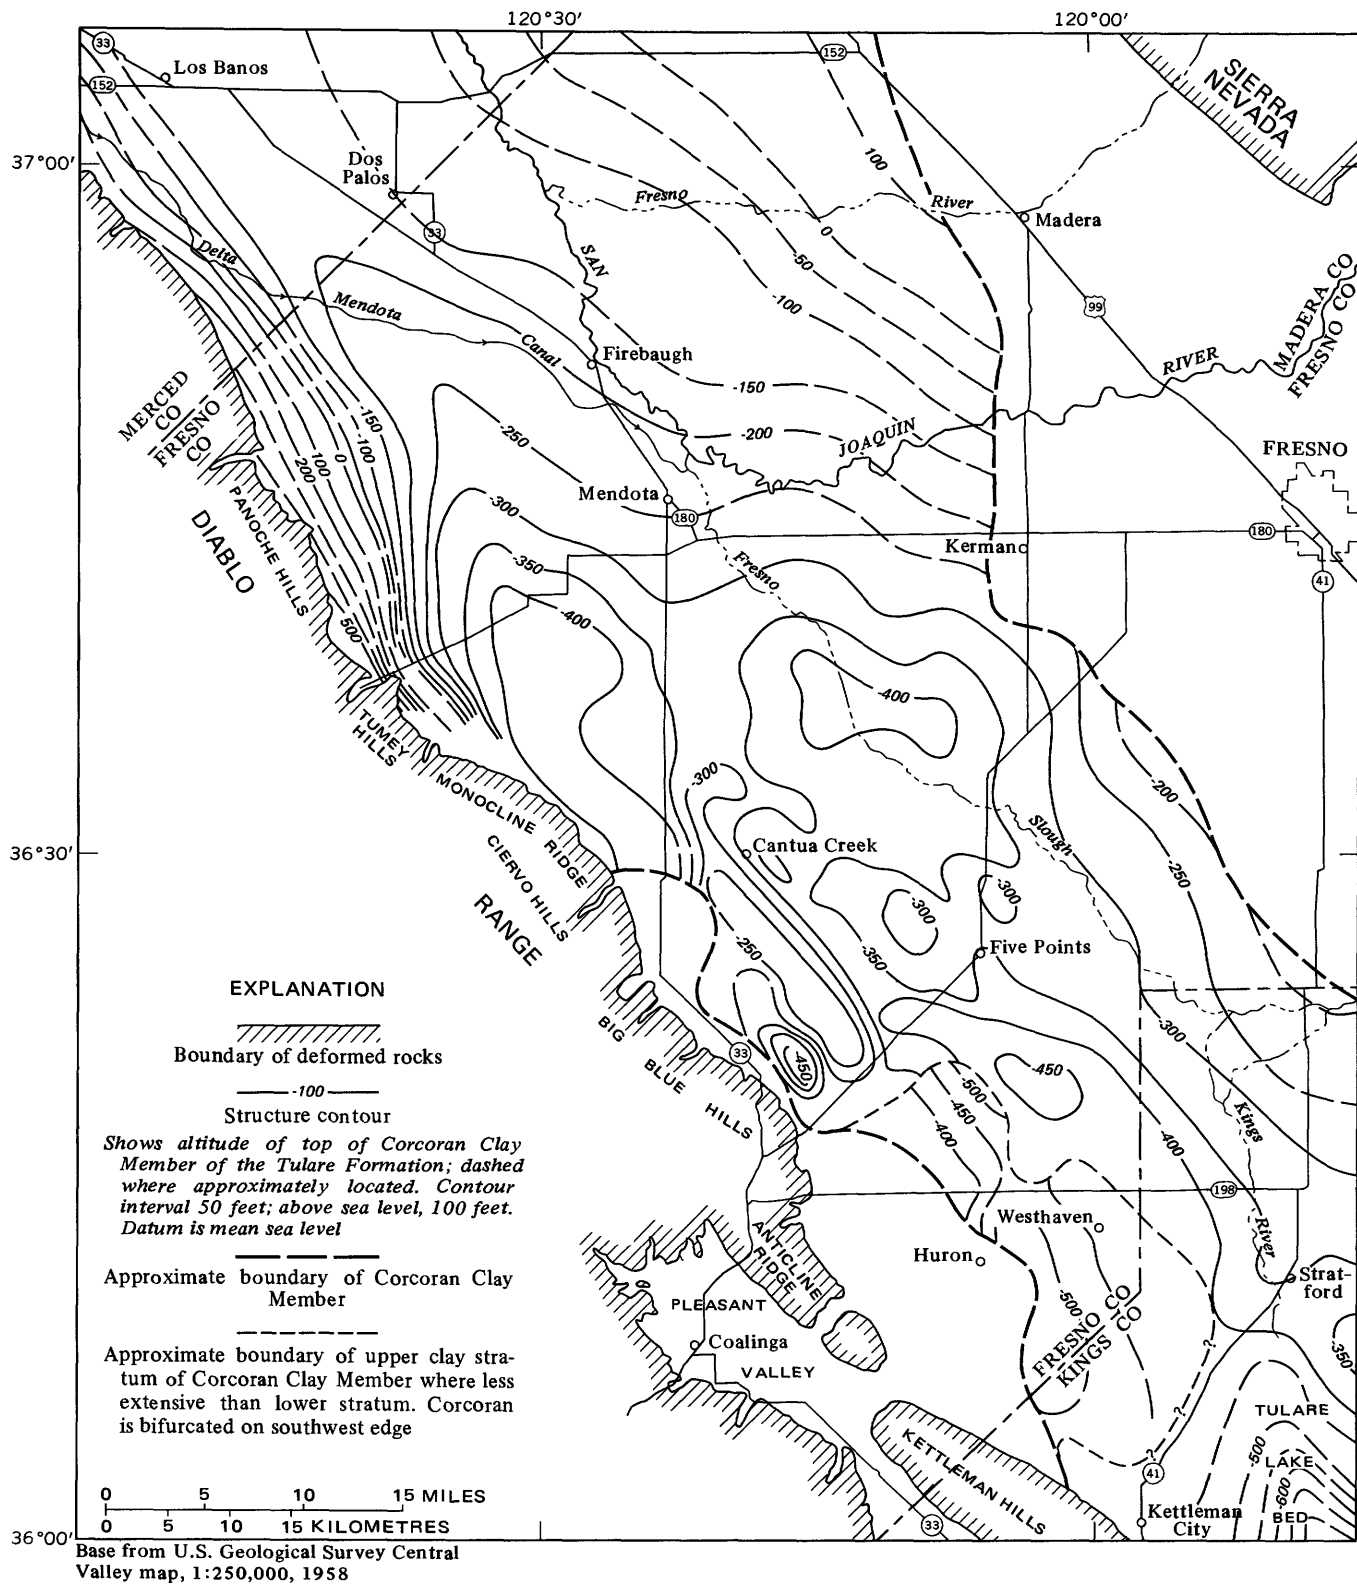 120°30′
120°00′
33
Los Banos
152
152
SIERRA
NEVADA
37°00′
Dos
Palos
100
Fresno
River
Madera
33
0
Delta
SAN
-50
Mendota
-100
99
MADERA CO
FRESNO CO
Canal
Firebaugh
RIVER
MERCED
CO
FRESNO
CO
-150
-150
-100
0
100
200
-250
-200
JOAQUIN
FRESNO
PANOCHE HILLS
Mendota
-300
180
180
DIABLO
Kerman
-350
Fresno
41
-400
500
-400
TUMEY
HILLS
-300
-200
MONOCLINE RIDGE
Slough
36°30′
Cantua Creek
CIERVO HILLS
-250
RANGE
-300
-300
-250
-350
Five Points
EXPLANATION
-300
BIG BLUE HILLS
33
-450
-450
Boundary of deformed rocks
-500
-450
-400
Kings
-100
Structure contour
-400
Shows altitude of top of Corcoran Clay
Member of the Tulare Formation; dashed
where approximately located. Contour
interval 50 feet; above sea level, 100 feet.
Datum is mean sea level
198
Westhaven
River
ANTICLINE
RIDGE
Huron
Approximate boundary of Corcoran Clay
Member
Strat-
ford
PLEASANT
-500
FRESNO CO
KINGS CO
?
-350
Coalinga
VALLEY
Approximate boundary of upper clay stra-
tum of Corcoran Clay Member where less
extensive than lower stratum. Corcoran
is bifurcated on southwest edge
?
TULARE
KETTLEMAN HILLS
?
-500
LAKE
41
-600
0 5 10 15 MILES
0 5 10 15 KILOMETRES
33
Kettleman
City
BED
36°00′
Base from U.S. Geological Survey Central
Valley map, 1:250,000, 1958